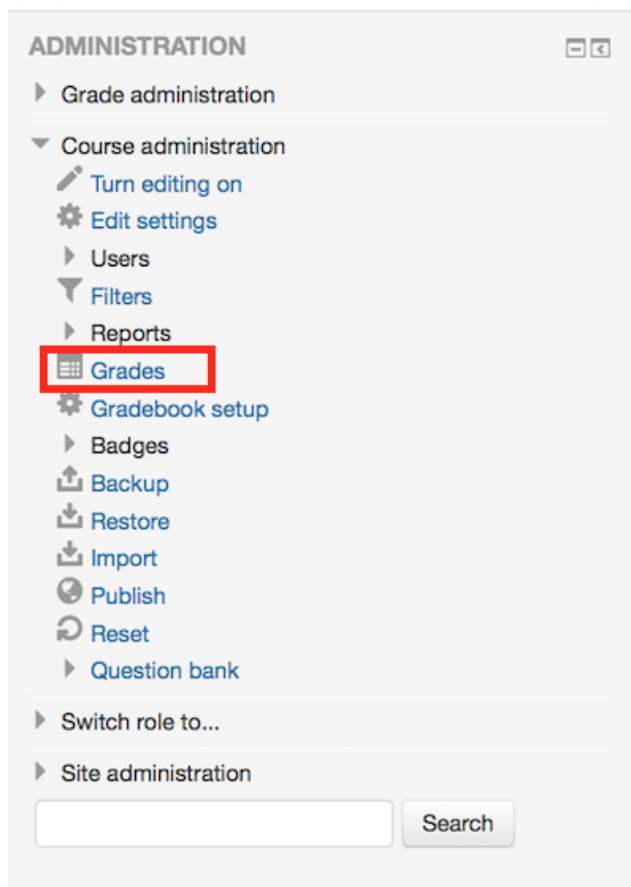 ADMINISTRATION
Grade administration
Course administration
Turn editing on
Edit settings
Users
Filters
Reports
Grades
Gradebook setup
Badges
Backup
Restore
Import
Publish
Reset
Question bank
Switch role to...
Site administration
Search